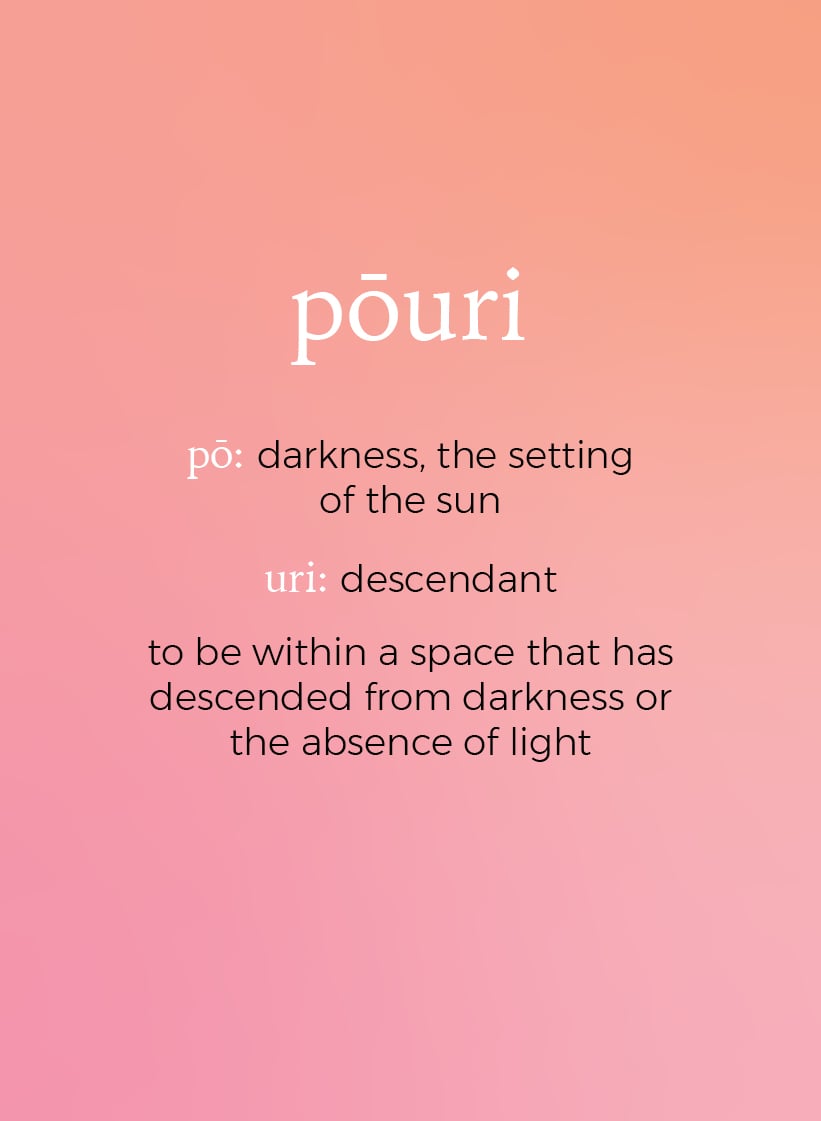 pōuri
pō: darkness, the setting
of the sun
uri: descendant
to be within a space that has
descended from darkness or
the absence of light